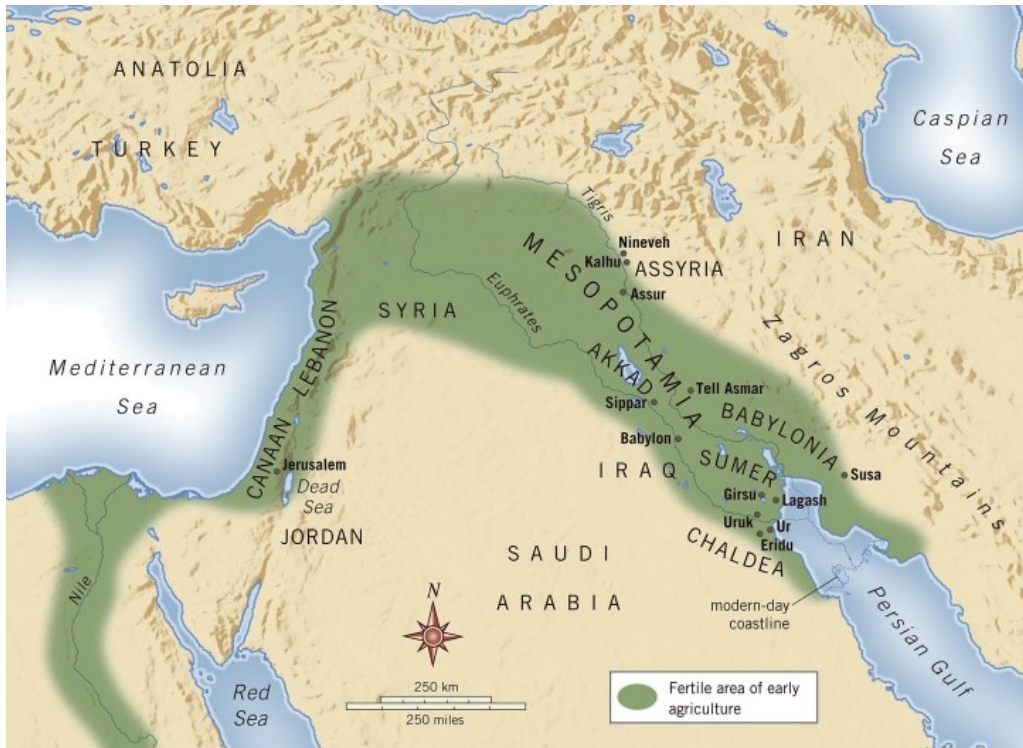 ANATOLIA
TURKEY
Caspian
Sea
Tigris
Nineveh
Kalhu
ASSYRIA
IRAN
Assur
MESOPOTAMIA
Euphrates
SYRIA
LEBANON
Mediterranean
Sea
Zagros Mountains
AKKAD
Tell Asmar
Sippar
BABYLONIA
Babylon
SUMER
IRAQ
Susa
CANAAN
Jerusalem
Dead
Sea
Girsu
Lagash
Uruk
Ur
Eridu
JORDAN
CHALDEA
SAUDI
ARABIA
Nile
N
modern-day
coastline
Persian Gulf
Red
Sea
250 km
250 miles
Fertile area of early
agriculture